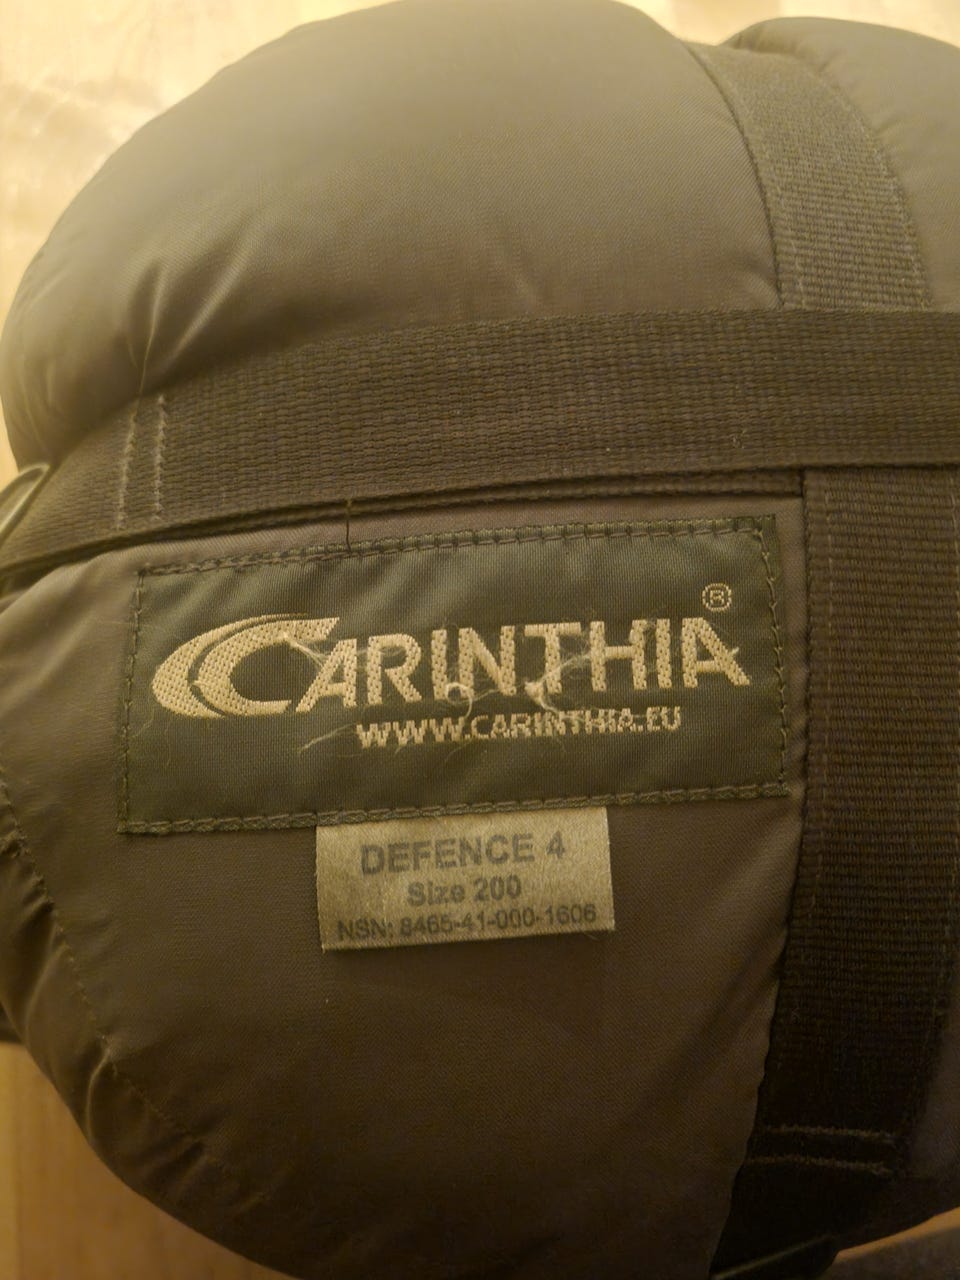 CARINTHIA®
WWW.CARINTHIA.EU
DEFENCE 4
Size 200
NSN: 8465-41-000-1606